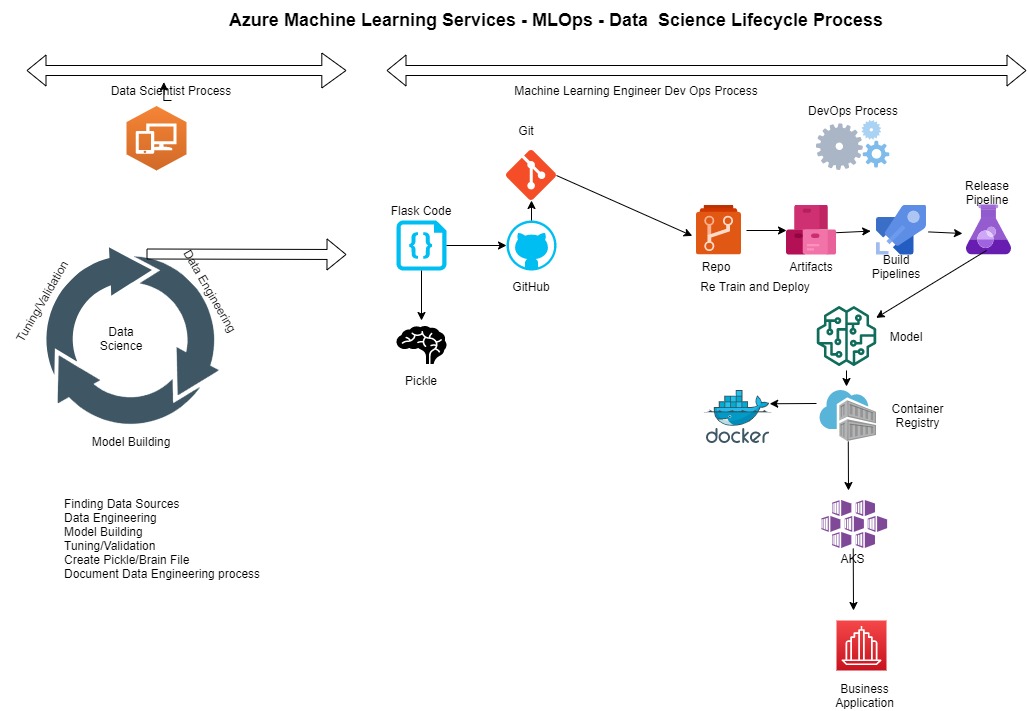 Azure Machine Learning Services - MLOps - Data  Science Lifecycle Process
Data Scientist Process
Machine Learning Engineer Dev Ops Process
DevOps Process
Git
Release
Pipeline
Flask Code
GitHub
Repo
Artifacts
Build
Pipelines
Re Train and Deploy
Tuning/Validation
Data Engineering
Data
Science
Model Building
Pickle
Model
docker
Container
Registry
Finding Data Sources
Data Engineering
Model Building
Tuning/Validation
Create Pickle/Brain File
Document Data Engineering process
AKS
Business
Application